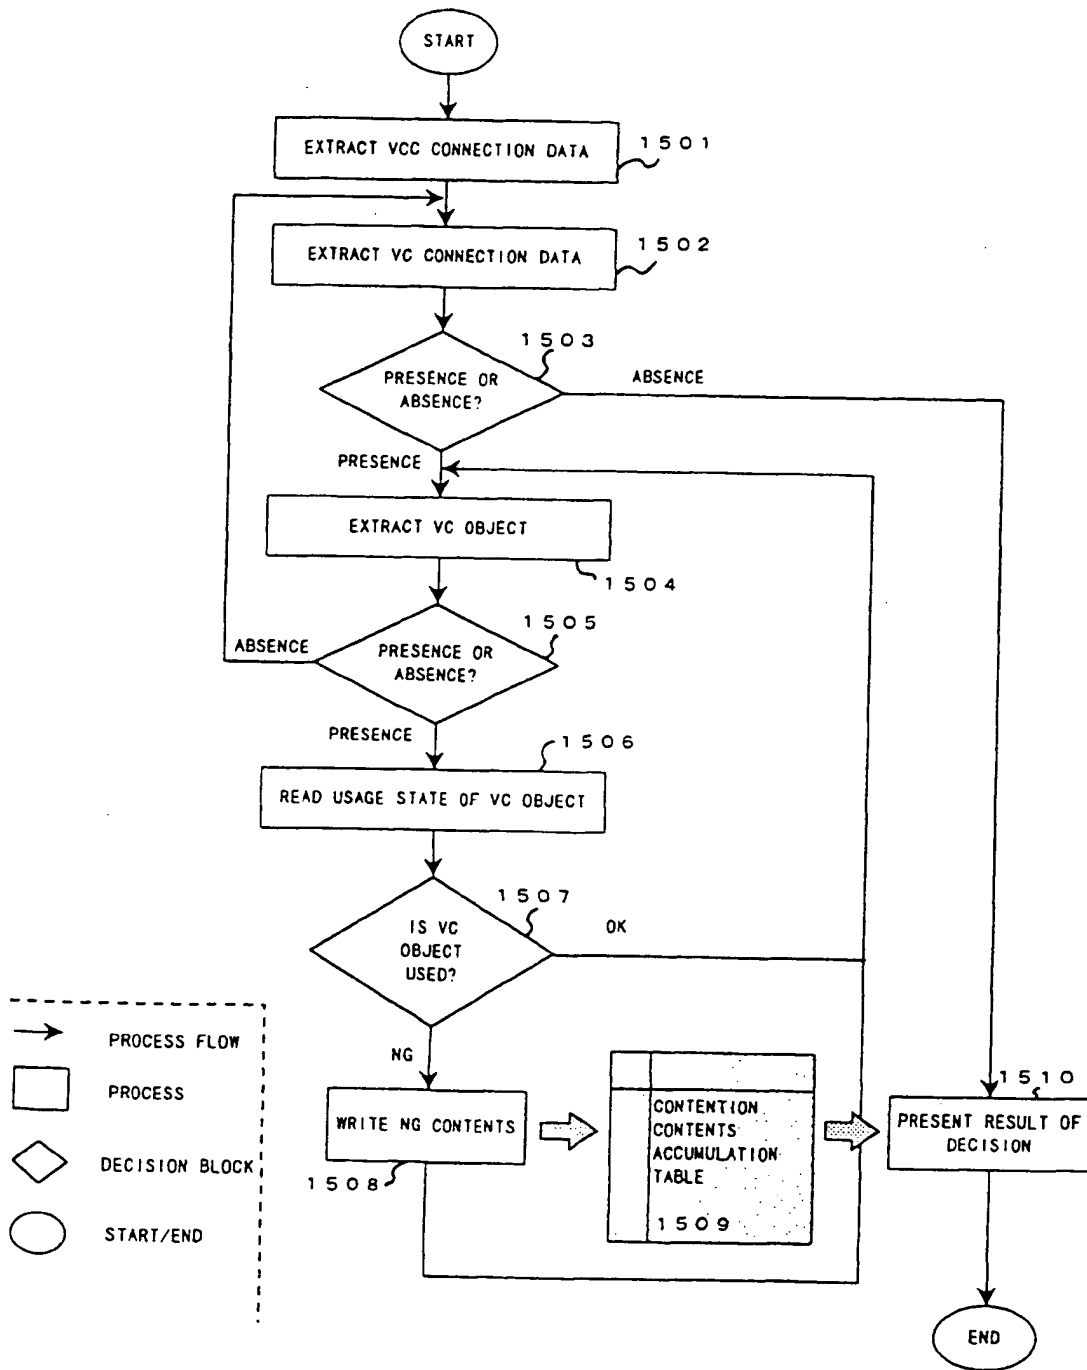 START
EXTRACT VCC CONNECTION DATA
1501
EXTRACT VC CONNECTION DATA
1502
1503
PRESENCE OR
ABSENCE?
ABSENCE
PRESENCE
EXTRACT VC OBJECT
1504
1505
ABSENCE
PRESENCE OR
ABSENCE?
PRESENCE
1506
READ USAGE STATE OF VC OBJECT
1507
IS VC
OBJECT
USED?
OK
NG
WRITE NG CONTENTS
1508
CONTENTION
CONTENTS
ACCUMULATION
TABLE
1509
1510
PRESENT RESULT OF
DECISION
END
PROCESS FLOW
PROCESS
DECISION BLOCK
START/END